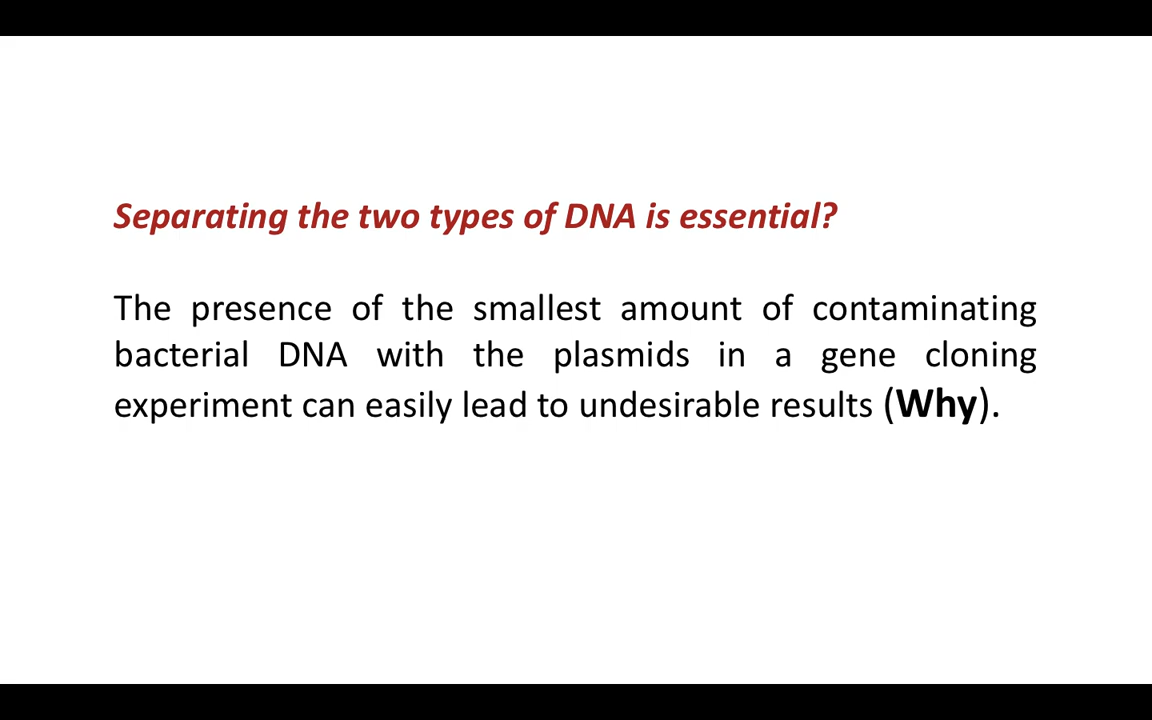 Separating the two types of DNA is essential?
The presence of the smallest amount of contaminating
bacterial DNA with the plasmids in a gene cloning
experiment can easily lead to undesirable results (Why).